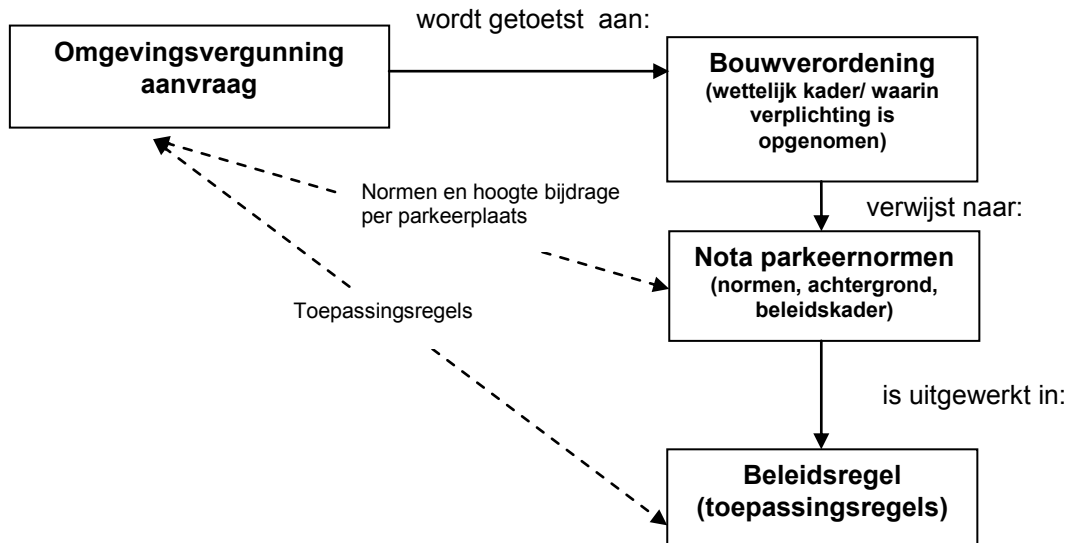 wordt getoetst aan:
Omgevingsvergunning
aanvraag
Bouwverordening
(wettelijk kader/ waarin
verplichting is
opgenomen)
Normen en hoogte bijdrage
per parkeerplaats
verwijst naar:
Nota parkeernormen
(normen, achtergrond,
beleidskader)
Toepassingsregels
is uitgewerkt in:
Beleidsregel
(toepassingsregels)